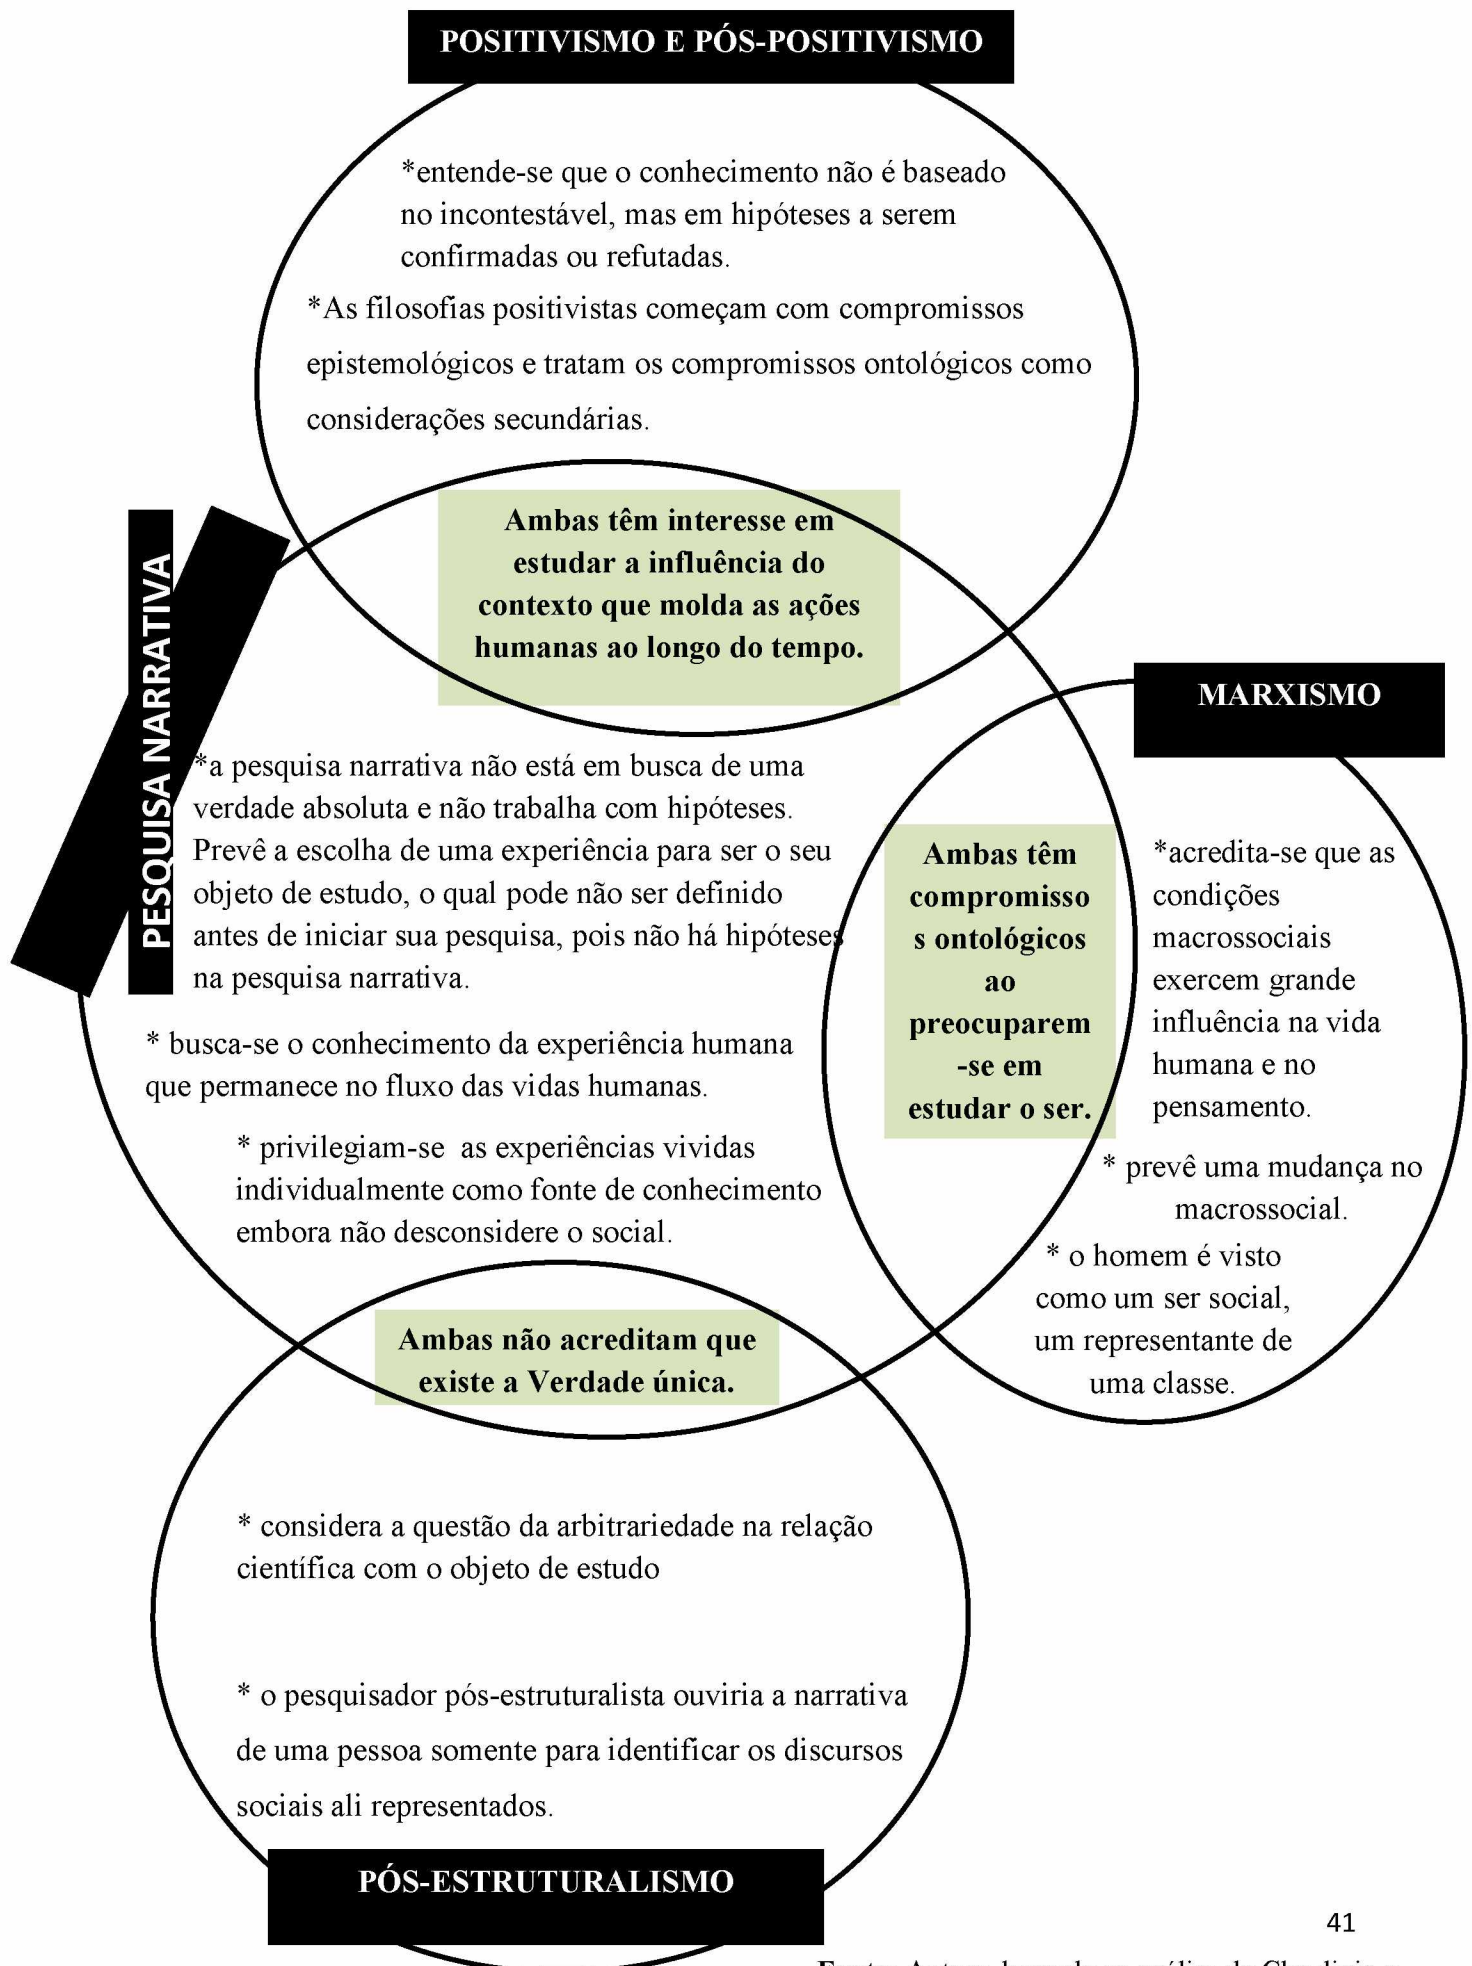 POSITIVISMO E PÓS-POSITIVISMO
*entende-se que o conhecimento não é baseado
no incontestável, mas em hipóteses a serem
confirmadas ou refutadas.
*As filosofias positivistas começam com compromissos
epistemológicos e tratam os compromissos ontológicos como
considerações secundárias.
Ambas têm interesse em
estudar a influência do
contexto que molda as ações
humanas ao longo do tempo.
PESQUISA NARRATIVA
*a pesquisa narrativa não está em busca de uma
verdade absoluta e não trabalha com hipóteses.
Prevê a escolha de uma experiência para ser o seu
objeto de estudo, o qual pode não ser definido
antes de iniciar sua pesquisa, pois não há hipóteses
na pesquisa narrativa.
* busca-se o conhecimento da experiência humana
que permanece no fluxo das vidas humanas.
* privilegiam-se as experiências vividas
individualmente como fonte de conhecimento
embora não desconsidere o social.
MARXISMO
Ambas têm
compromisso
s ontológicos
ao
preocuparem
-se em
estudar o ser.
*acredita-se que as
condições
macrossociais
exercem grande
influência na vida
humana e no
pensamento.
* prevê uma mudança no
macrossocial.
* o homem é visto
como um ser social,
um representante de
uma classe.
Ambas não acreditam que
existe a Verdade única.
* considera a questão da arbitrariedade na relação
científica com o objeto de estudo
* o pesquisador pós-estruturalista ouviria a narrativa
de uma pessoa somente para identificar os discursos
sociais ali representados.
PÓS-ESTRUTURALISMO
41